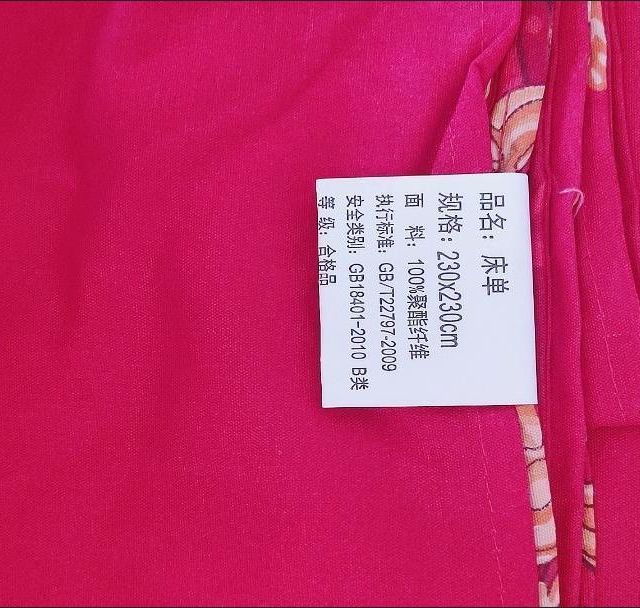 品名：床单
规格：230x230cm
面 料：100%聚酯纤维
执行标准：GB/T22797-2009
安全类别：GB18401-2010 B类
等 级：合格品